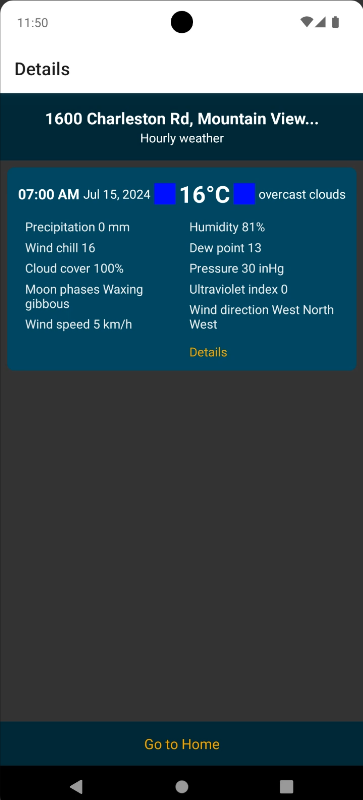 11:50
Details
1600 Charleston Rd, Mountain View...
Hourly weather
07:00 AM Jul 15, 2024 16°C overcast clouds
Precipitation 0 mm
Humidity 81%
Wind chill 16
Dew point 13
Cloud cover 100%
Pressure 30 inHg
Moon phases Waxing
gibbous
Ultraviolet index 0
Wind speed 5 km/h
Wind direction West North
West
Details
Go to Home